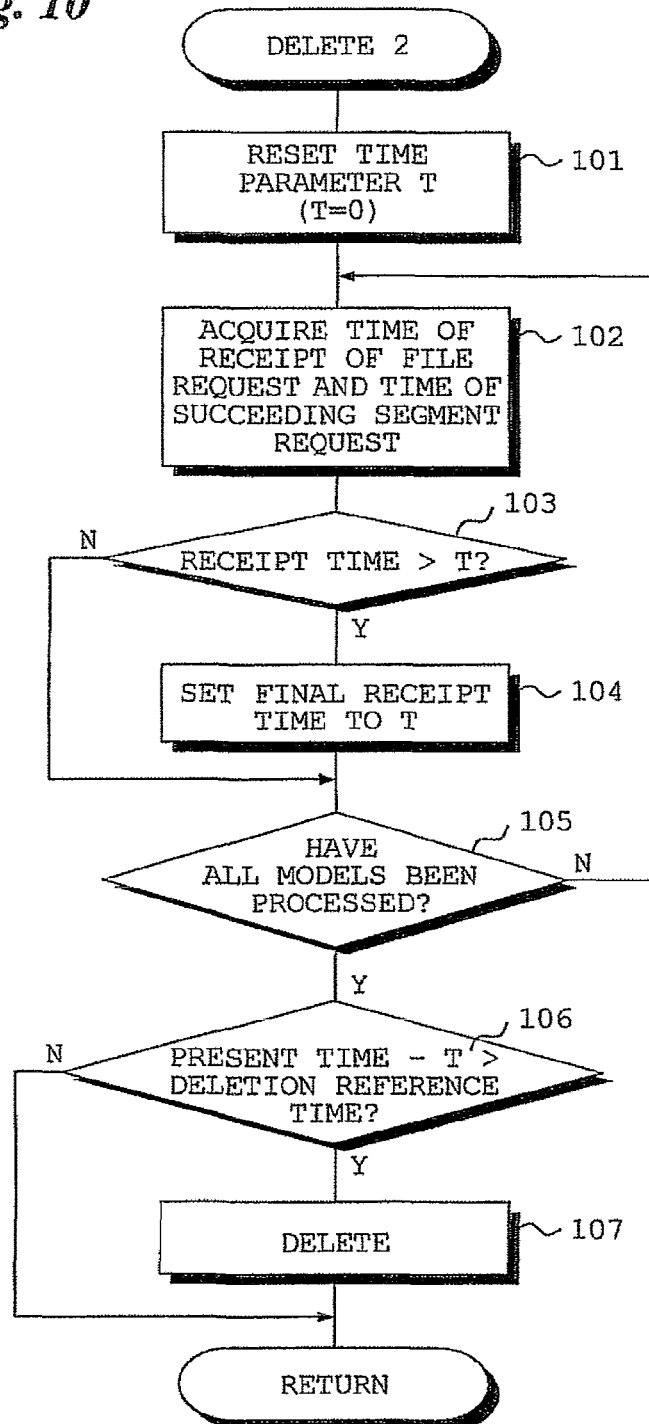 g. 10
DELETE 2
RESET TIME
PARAMETER T
(T=0)
101
ACQUIRE TIME OF
RECEIPT OF FILE
REQUEST AND TIME OF
SUCCEEDING SEGMENT
REQUEST
102
103
N
RECEIPT TIME > T?
Y
SET FINAL RECEIPT
TIME TO T
104
105
HAVE
ALL MODELS BEEN
PROCESSED?
N
Y
106
N
PRESENT TIME - T >
DELETION REFERENCE
TIME?
Y
DELETE
107
RETURN